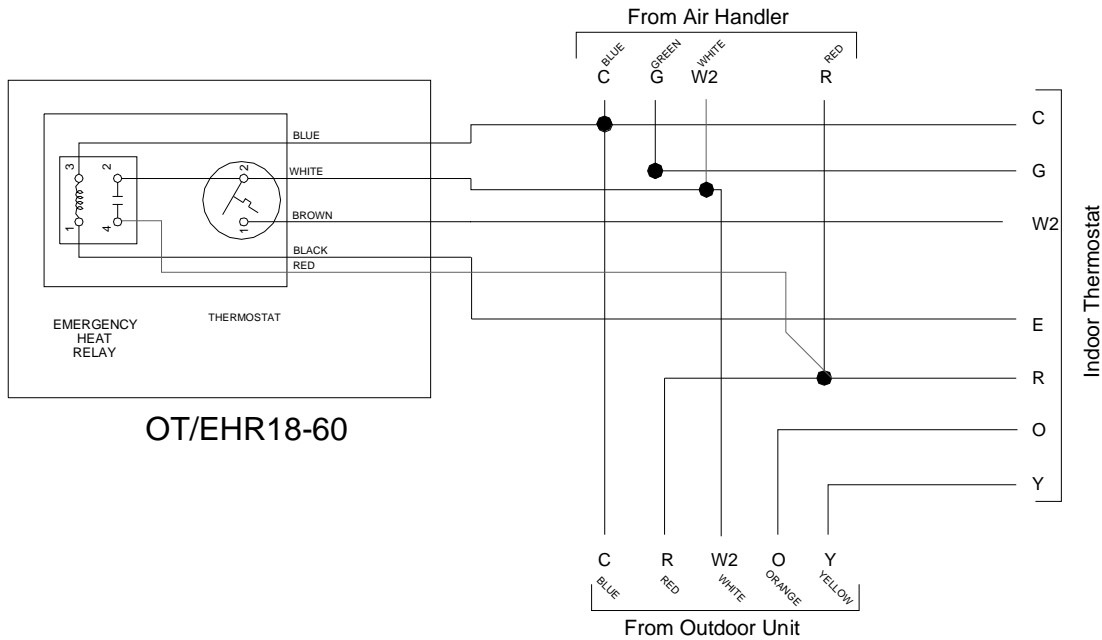 From Air Handler
BLUE
GREEN
WHITE
RED
C
G
W2
R
BLUE
WHITE
BROWN
BLACK
RED
3
2
1
4
2
1
EMERGENCY
HEAT
RELAY
THERMOSTAT
OT/EHR18-60
C
G
W2
E
R
O
Y
Indoor Thermostat
C
R
W2
O
Y
BLUE
RED
WHITE
ORANGE
YELLOW
From Outdoor Unit